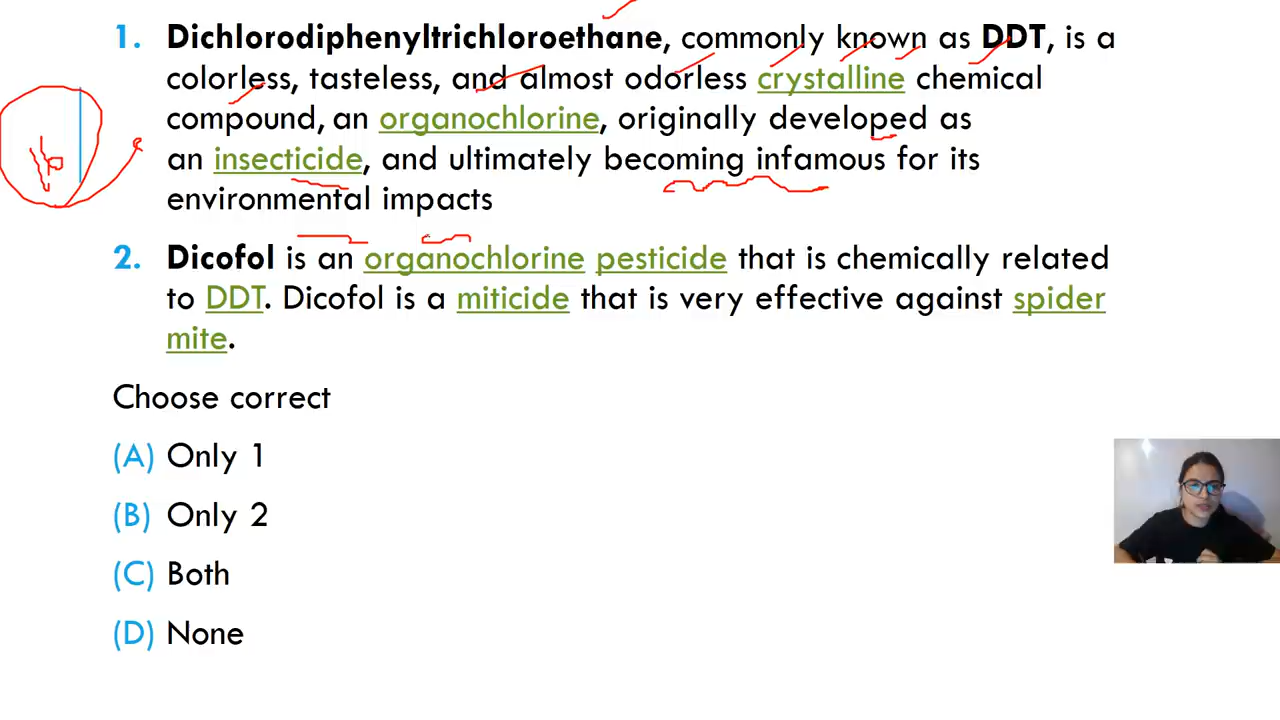 1. Dichlorodiphenyltrichloroethane, commonly known as DDT, is a
colorless, tasteless, and almost odorless crystalline chemical
compound, an organochlorine, originally developed as
an insecticide, and ultimately becoming infamous for its
environmental impacts
2. Dicofol is an organochlorine pesticide that is chemically related
to DDT. Dicofol is a miticide that is very effective against spider
mite.
Choose correct
(A) Only 1
(B) Only 2
(C) Both
(D) None